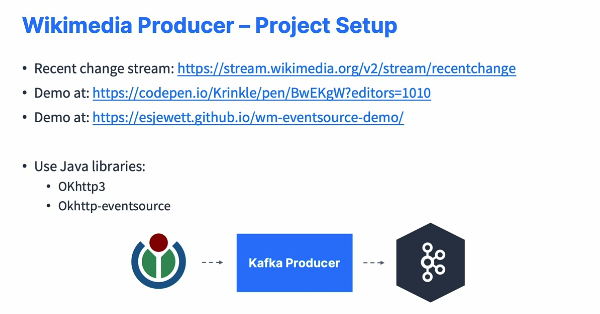 Wikimedia Producer – Project Setup
• Recent change stream: https://stream.wikimedia.org/v2/stream/recentchange
• Demo at: https://codepen.io/Krinkle/pen/BwEKgW?editors=1010
• Demo at: https://esjewett.github.io/wm-eventsource-demo/
• Use Java libraries:
• OKhttp3
• Okhttp-eventsource
Kafka Producer